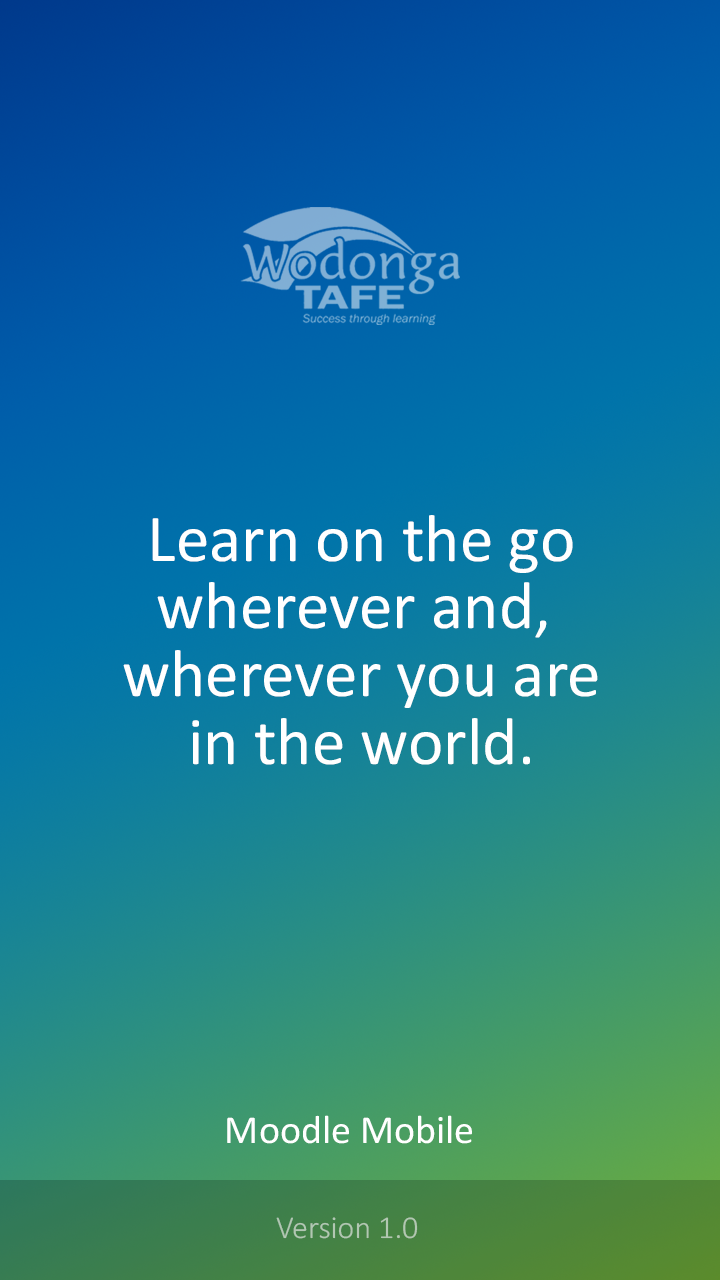 Wodonga
TAFE
Success through learning
Learn on the go
wherever and,
wherever you are
in the world.
Moodle Mobile
Version 1.0